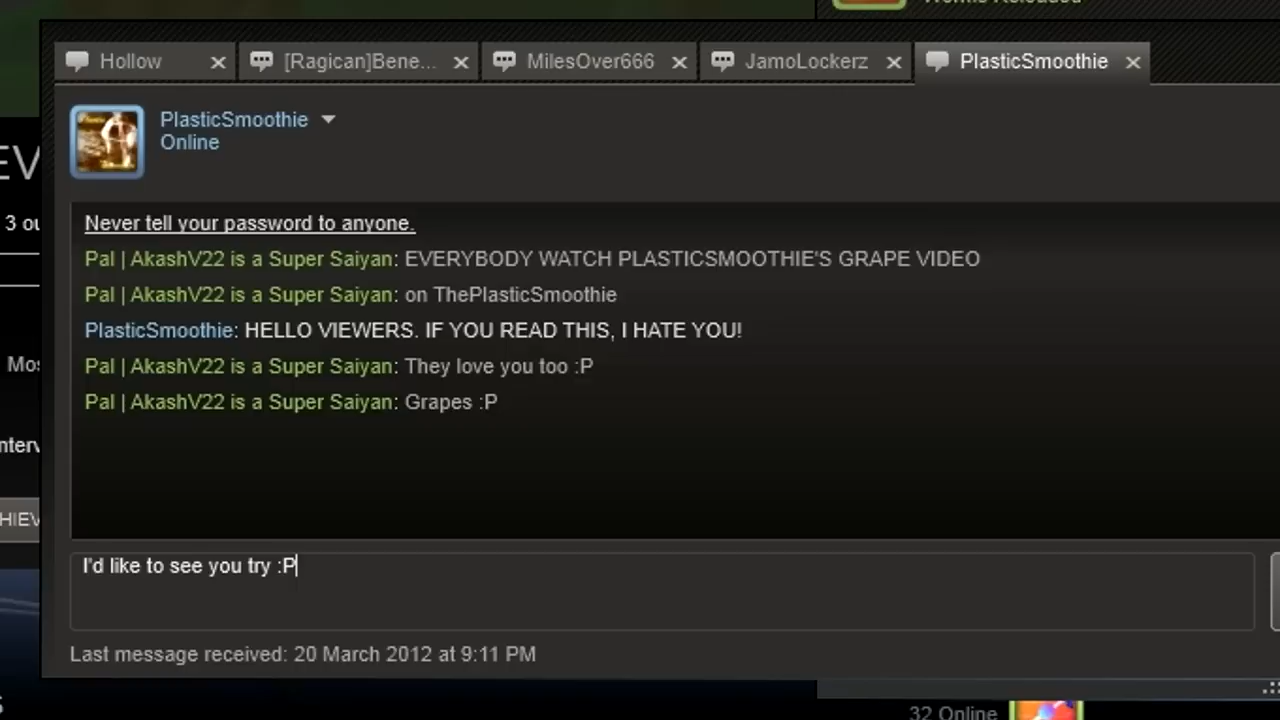 Worms Reloaded
Hollow
[Ragican]Bene...
MilesOver666
JamoLockerz
PlasticSmoothie
PlasticSmoothie
Online
EV
3 ou
Never tell your password to anyone.
Pal | AkashV22 is a Super Saiyan: EVERYBODY WATCH PLASTICSMOOTHIE'S GRAPE VIDEO
Pal | AkashV22 is a Super Saiyan: on ThePlasticSmoothie
PlasticSmoothie: HELLO VIEWERS. IF YOU READ THIS, I HATE YOU!
Mos
Pal | AkashV22 is a Super Saiyan: They love you too :P
Pal | AkashV22 is a Super Saiyan: Grapes :P
nterv
HIEV
I'd like to see you try :P
Last message received: 20 March 2012 at 9:11 PM
32 Online